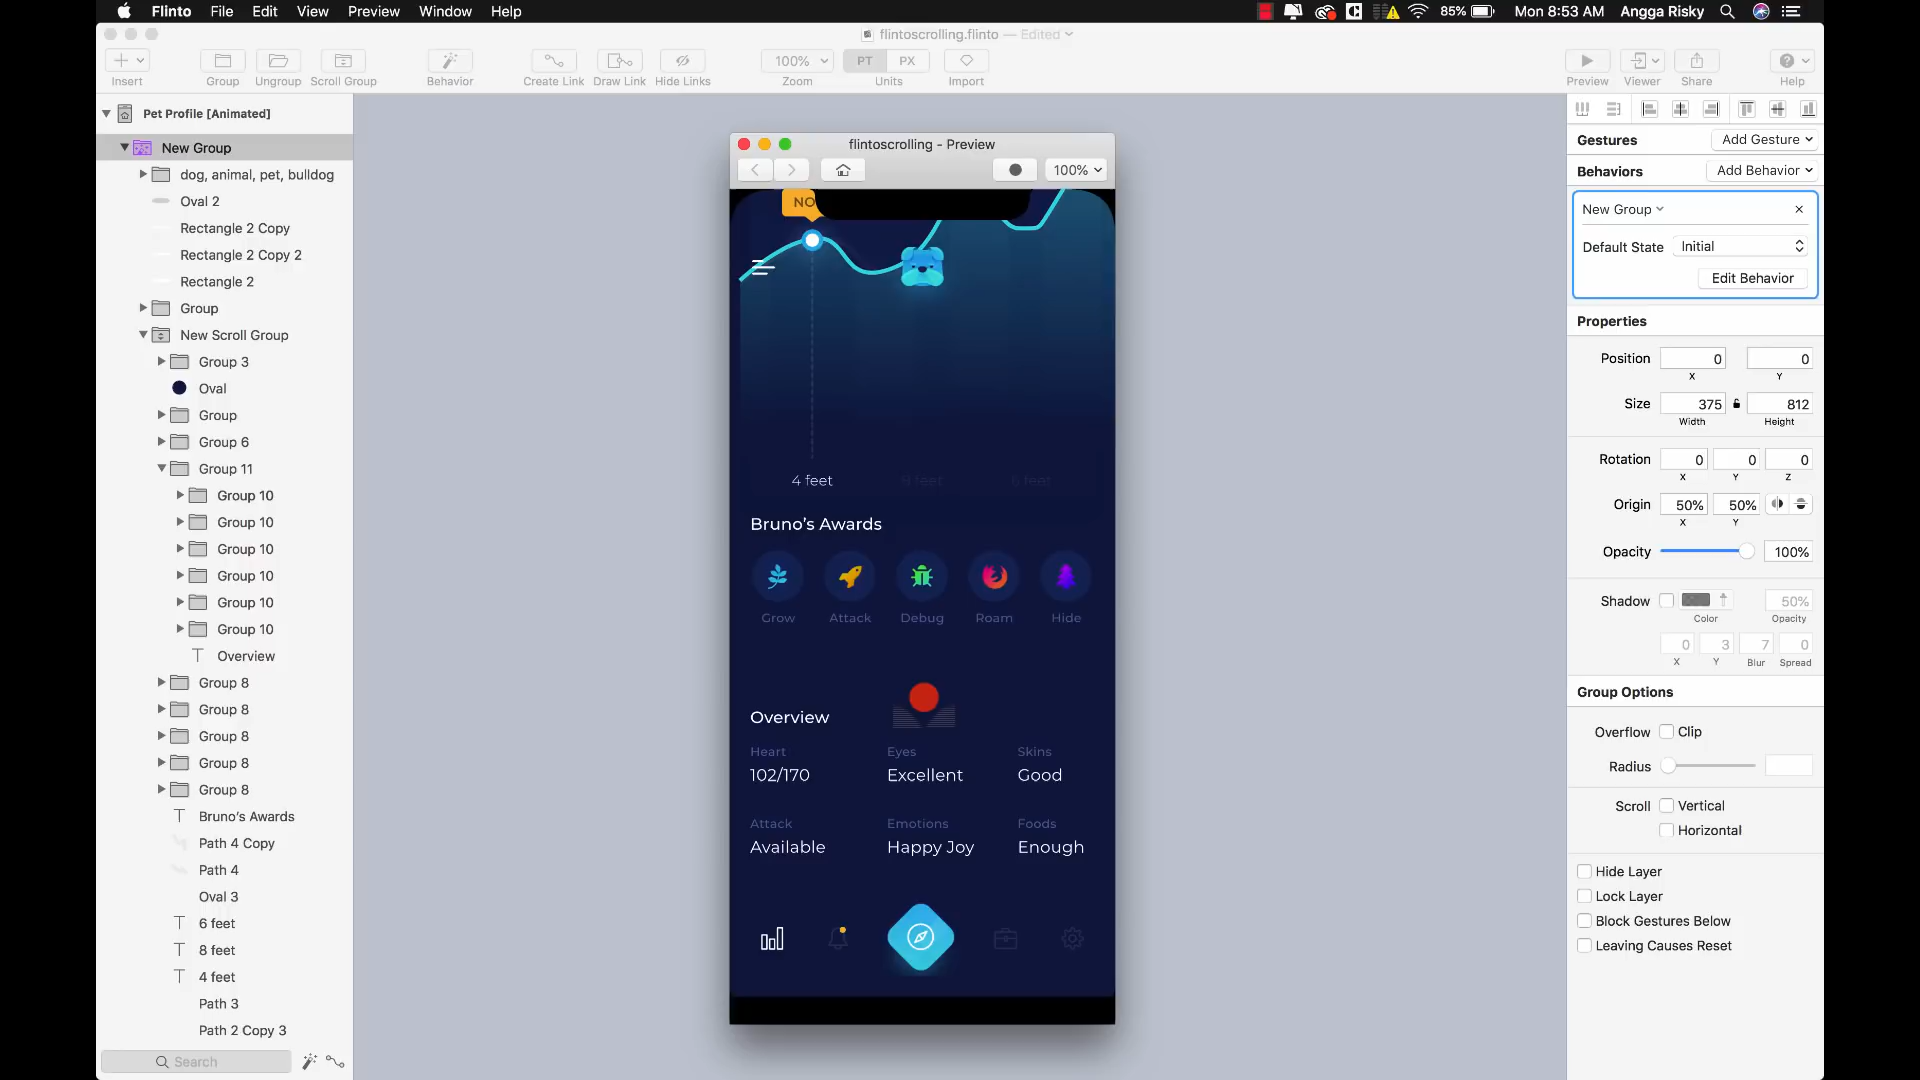 Flinto File Edit View Preview Window Help
85% Mon 8:53 AM Angga Risky
flintoscrolling.flinto — Edited
Insert Group Ungroup Scroll Group Behavior Create Link Draw Link Hide Links 100% Zoom PT PX Units Import Preview Viewer Share Help
Pet Profile [Animated]
New Group
dog, animal, pet, bulldog
Oval 2
Rectangle 2 Copy
Rectangle 2 Copy 2
Rectangle 2
Group
New Scroll Group
Group 3
Oval
Group
Group 6
Group 11
Group 10
Group 10
Group 10
Group 10
Group 10
Group 10
Overview
Group 8
Group 8
Group 8
Group 8
Group 8
Bruno's Awards
Path 4 Copy
Path 4
Oval 3
6 feet
8 feet
4 feet
Path 3
Path 2 Copy 3
Search
flintoscrolling - Preview
100%
NO
4 feet 8 feet 6 feet
Bruno's Awards
Grow Attack Debug Roam Hide
Overview
Heart Eyes Skins
102/170 Excellent Good
Attack Emotions Foods
Available Happy Joy Enough
Gestures Add Gesture
Behaviors Add Behavior
New Group
Default State Initial
Edit Behavior
Properties
Position 0 0
X Y
Size 375 812
Width Height
Rotation 0 0 0
X Y Z
Origin 50% 50%
X Y
Opacity 100%
Shadow 50%
Color Opacity
0 3 7 0
X Y Blur Spread
Group Options
Overflow Clip
Radius
Scroll Vertical
Horizontal
Hide Layer
Lock Layer
Block Gestures Below
Leaving Causes Reset